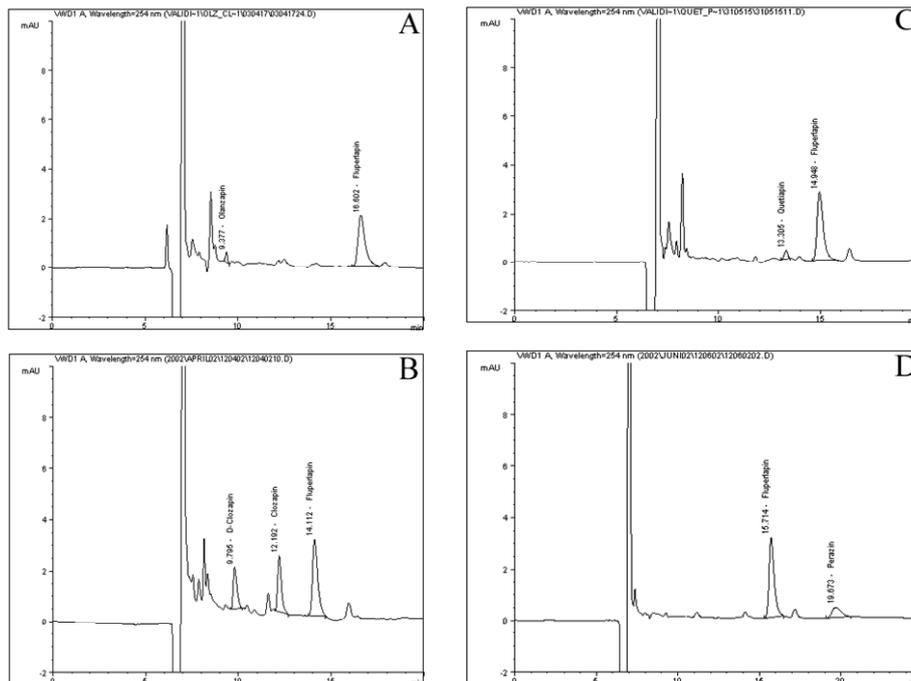 VWD1 A, Wavelength=254 nm (VALIDI~1\OLZ_CL~1\030417\03041724.D)
A
mAU
8
6
4
2
0
-2
9.377 - Olanzapin
16.602 - Fluperlapin
0
5
10
15
min
VWD1 A, Wavelength=254 nm (VALIDI~1\QUET_P~1\310515\31051511.D)
C
mAU
8
6
4
2
0
-2
13.305 - Quetiapin
14.948 - Fluperlapin
0
5
10
15
VWD1 A, Wavelength=254 nm (2002\APRIL02\120402\12040210.D)
B
mAU
8
6
4
2
0
-2
9.795 - D-Clozapin
12.192 - Clozapin
14.112 - Fluperlapin
0
5
10
15
VWD1 A, Wavelength=254 nm (2002\JUNI02\120602\12060202.D)
D
mAU
8
6
4
2
0
-2
15.714 - Fluperlapin
19.673 - Perazin
0
5
10
15
20